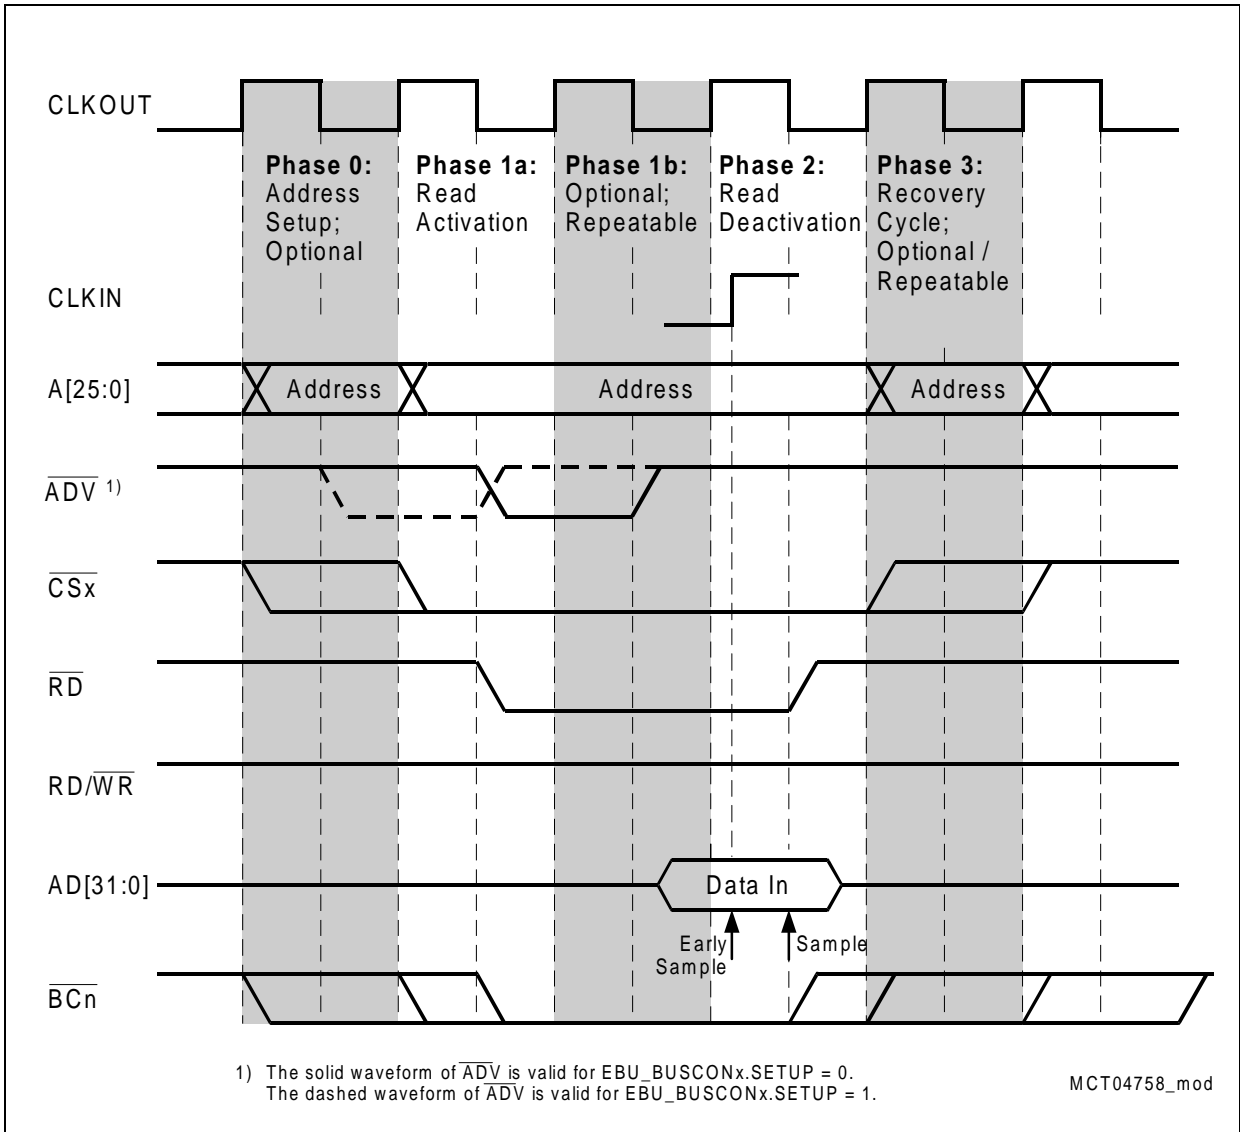 CLKOUT
Phase 0:
Address
Setup;
Optional
Phase 1a:
Read
Activation
Phase 1b:
Optional;
Repeatable
Phase 2:
Read
Deactivation
Phase 3:
Recovery
Cycle;
Optional /
Repeatable
CLKIN
A[25:0]
Address
Address
Address
ADV 1)
CSx
RD
RD/WR
AD[31:0]
Data In
Early
Sample
Sample
BCn
1) The solid waveform of ADV is valid for EBU_BUSCONx.SETUP = 0.
The dashed waveform of ADV is valid for EBU_BUSCONx.SETUP = 1.
MCT04758_mod